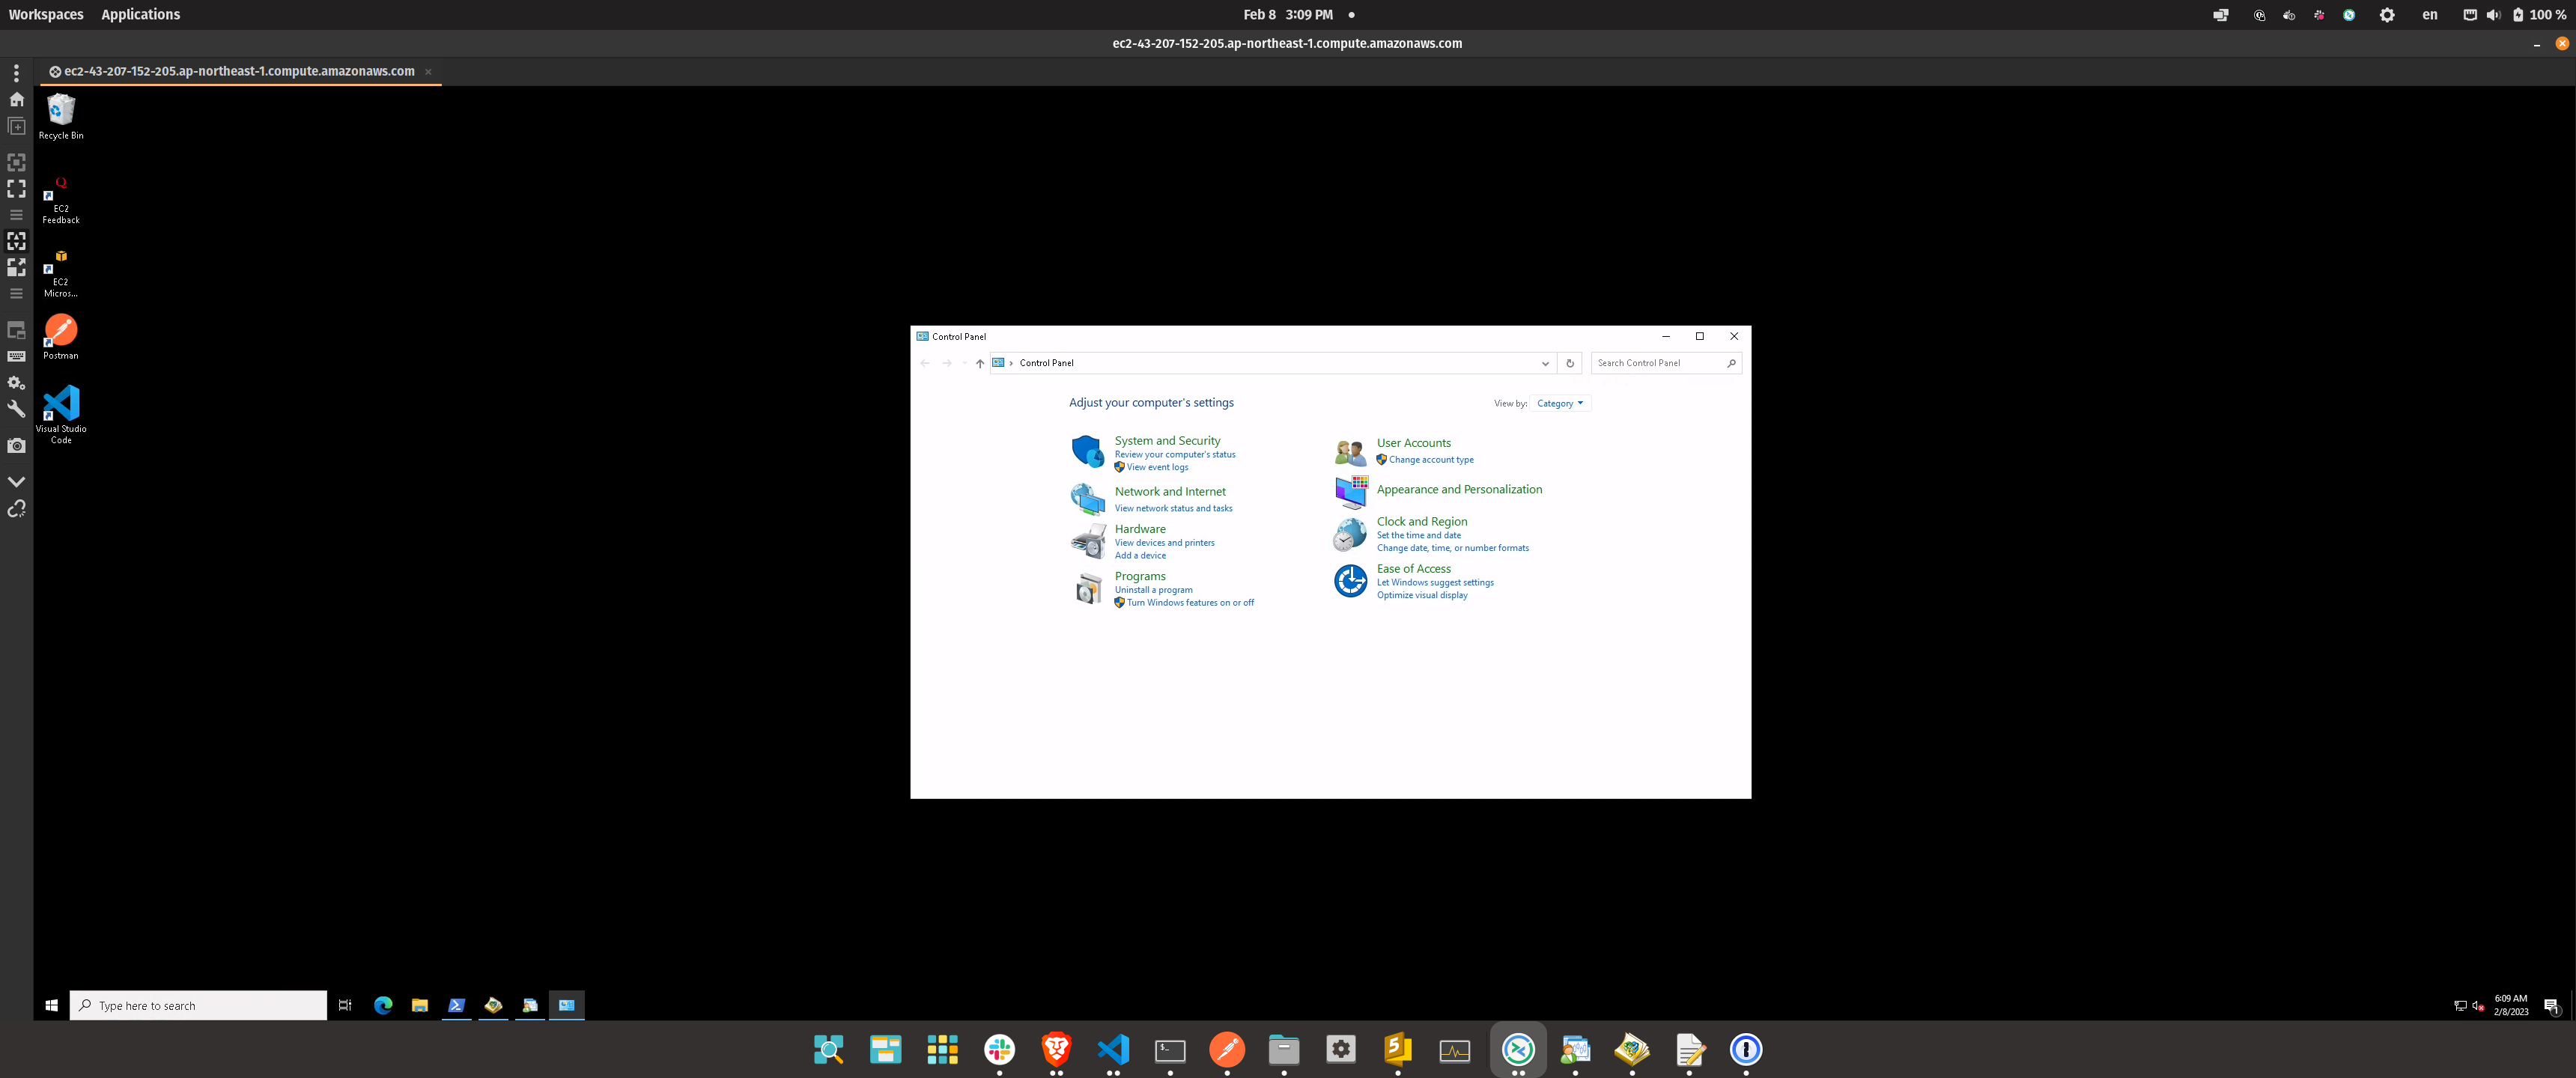 Workspaces Applications Feb 8 3:09 PM en 100 %
ec2-43-207-152-205.ap-northeast-1.compute.amazonaws.com
ec2-43-207-152-205.ap-northeast-1.compute.amazonaws.com ×
Recycle Bin
EC2
Feedback
EC2
Micros...
Postman
Visual Studio
Code
Control Panel
Control Panel
Search Control Panel
Adjust your computer's settings
View by: Category
System and Security
Review your computer's status
View event logs
Network and Internet
View network status and tasks
Hardware
View devices and printers
Add a device
Programs
Uninstall a program
Turn Windows features on or off
User Accounts
Change account type
Appearance and Personalization
Clock and Region
Set the time and date
Change date, time, or number formats
Ease of Access
Let Windows suggest settings
Optimize visual display
Type here to search
6:09 AM
2/8/2023
1